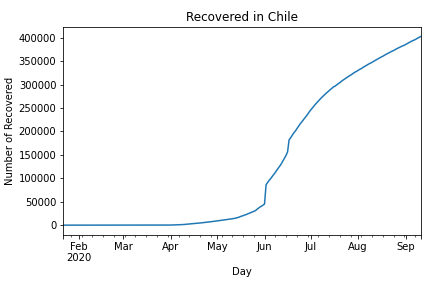 Recovered in Chile
Number of Recovered
400000
350000
300000
250000
200000
150000
100000
50000
0
Feb Mar Apr May Jun Jul Aug Sep
2020
Day